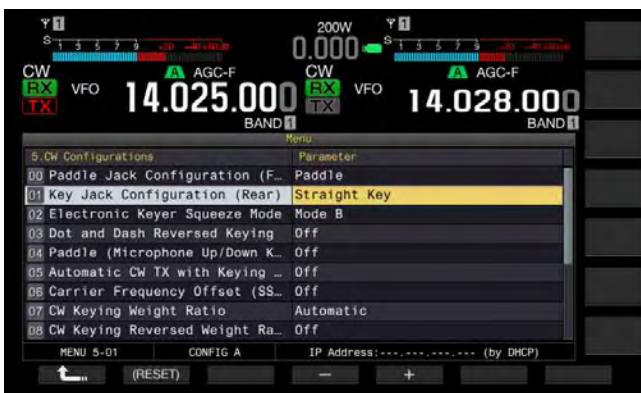 1 200W 1
S 1 3 5 7 9 +20 +40 +60dB 0.000 S 1 3 5 7 9 +20 +40 +60dB
CW A AGC-F CW A AGC-F
RX VFO 14.025.000 RX VFO 14.028.000
TX TX
BAND 1 BAND 1
Menu
5.CW Configurations Parameter
00 Paddle Jack Configuration (F… Paddle
01 Key Jack Configuration (Rear) Straight Key
02 Electronic Keyer Squeeze Mode Mode B
03 Dot and Dash Reversed Keying Off
04 Paddle (Microphone Up/Down K… Off
05 Automatic CW TX with Keying … Off
06 Carrier Frequency Offset (SS… Off
07 CW Keying Weight Ratio Automatic
08 CW Keying Reversed Weight Ra… Off
MENU 5-01 CONFIG A IP Address:---.---.---.--- (by DHCP)
(RESET) − +